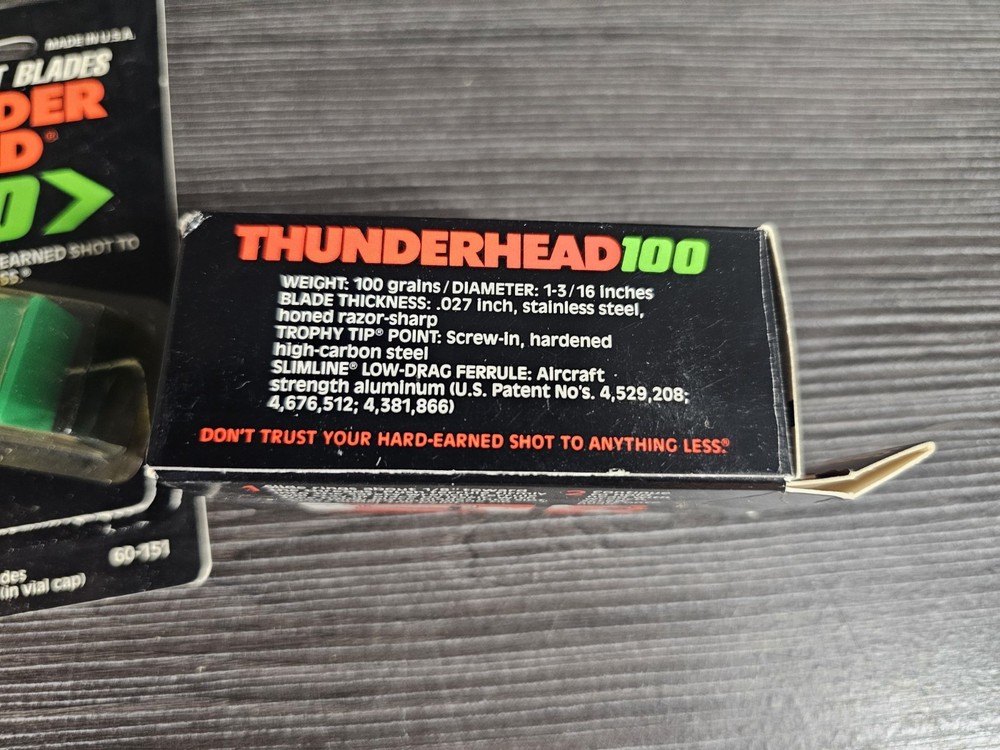 MADE IN U.S.A.
T BLADES
DER
D®
0 >
EARNED SHOT TO
SS.®
60-151
des
(in vial cap)
THUNDERHEAD100
WEIGHT: 100 grains/DIAMETER: 1-3/16 inches
BLADE THICKNESS: .027 inch, stainless steel,
honed razor-sharp
TROPHY TIP® POINT: Screw-in, hardened
high-carbon steel
SLIMLINE® LOW-DRAG FERRULE: Aircraft
strength aluminum (U.S. Patent No's. 4,529,208;
4,676,512; 4,381,866)
DON'T TRUST YOUR HARD-EARNED SHOT TO ANYTHING LESS.®